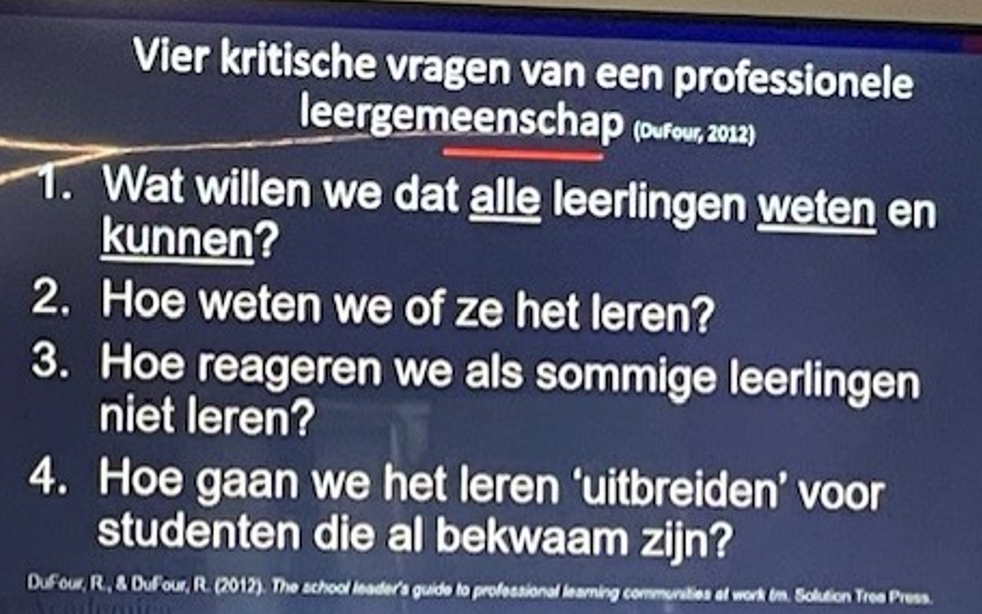 Vier kritische vragen van een professionele
leergemeenschap (DuFour, 2012)
1. Wat willen we dat alle leerlingen weten en
kunnen?
2. Hoe weten we of ze het leren?
3. Hoe reageren we als sommige leerlingen
niet leren?
4. Hoe gaan we het leren ‘uitbreiden’ voor
studenten die al bekwaam zijn?
DuFour, R., & DuFour, R. (2012). The school leader's guide to professional learning communities at work tm. Solution Tree Press.